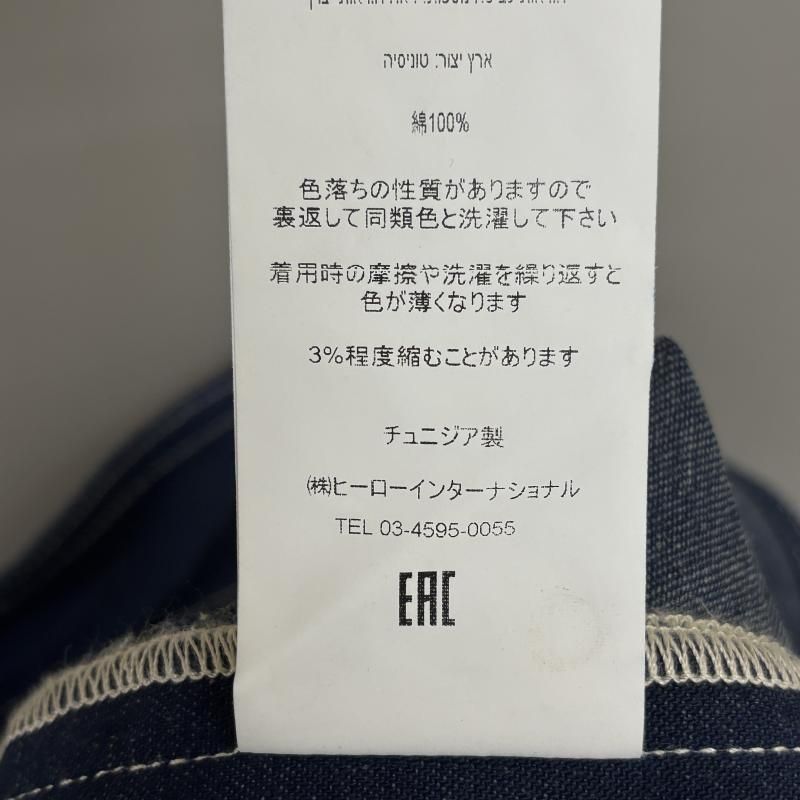 ארץ יצור: טוניסיה
綿100%
色落ちの性質がありますので
裏返して同類色と洗濯して下さい
着用時の摩擦や洗濯を繰り返すと
色が薄くなります
3%程度縮むことがあります
チュニジア製
㈱ヒーローインターナショナル
TEL 03-4595-0055
EAC